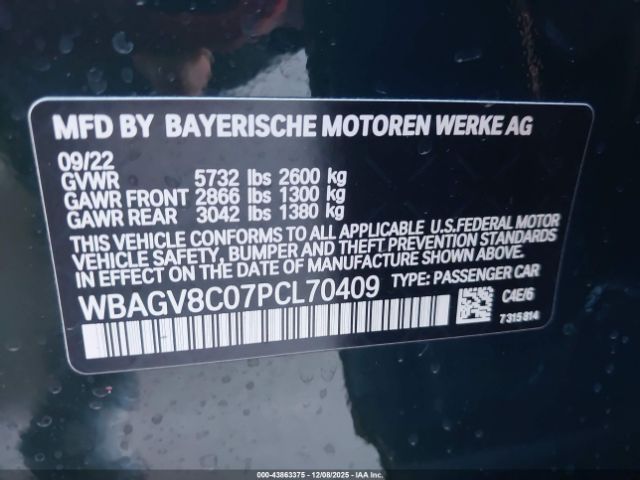 MFD BY BAYERISCHE MOTOREN WERKE AG
09/22
GVWR 5732 lbs 2600 kg
GAWR FRONT 2866 lbs 1300 kg
GAWR REAR 3042 lbs 1380 kg
THIS VEHICLE CONFORMS TO ALL APPLICABLE U.S.FEDERAL MOTOR
VEHICLE SAFETY, BUMPER AND THEFT PREVENTION STANDARDS
IN EFFECT ON THE DATE OF MANUFACTURE SHOWN ABOVE.
WBAGV8C07PCL70409 TYPE: PASSENGER CAR
C4E/6
7315814
000-43863375 - 12/08/2025 - IAA Inc.